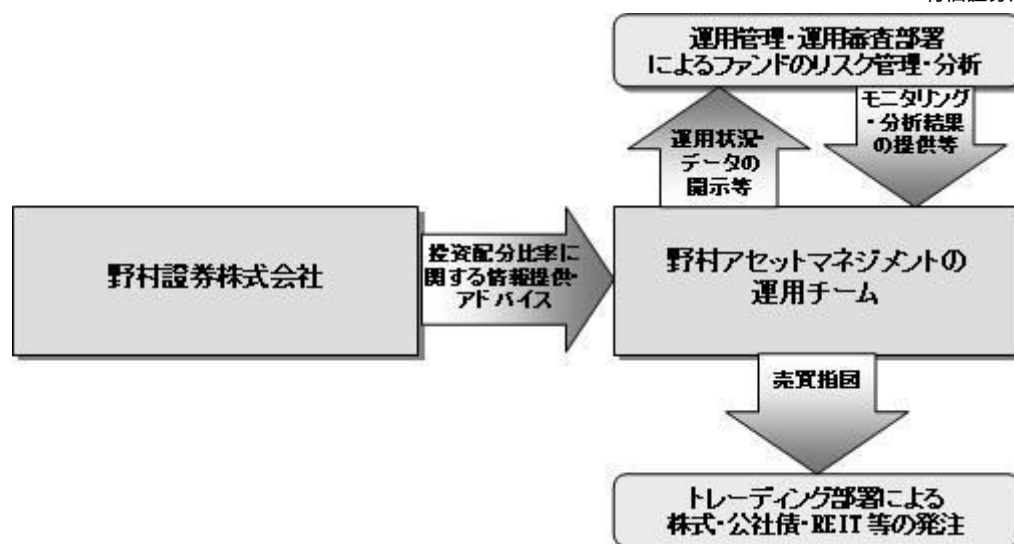 運用管理・運用審査部署
によるファンドのリスク管理・分析
モニタリング
・分析結果
の提供等
運用状況・
データの
開示等
野村證券株式会社
投資配分比率に
関する情報提供・
アドバイス
野村アセットマネジメントの
運用チーム
売買指図
トレーディング部署による
株式・公社債・REIT 等の発注